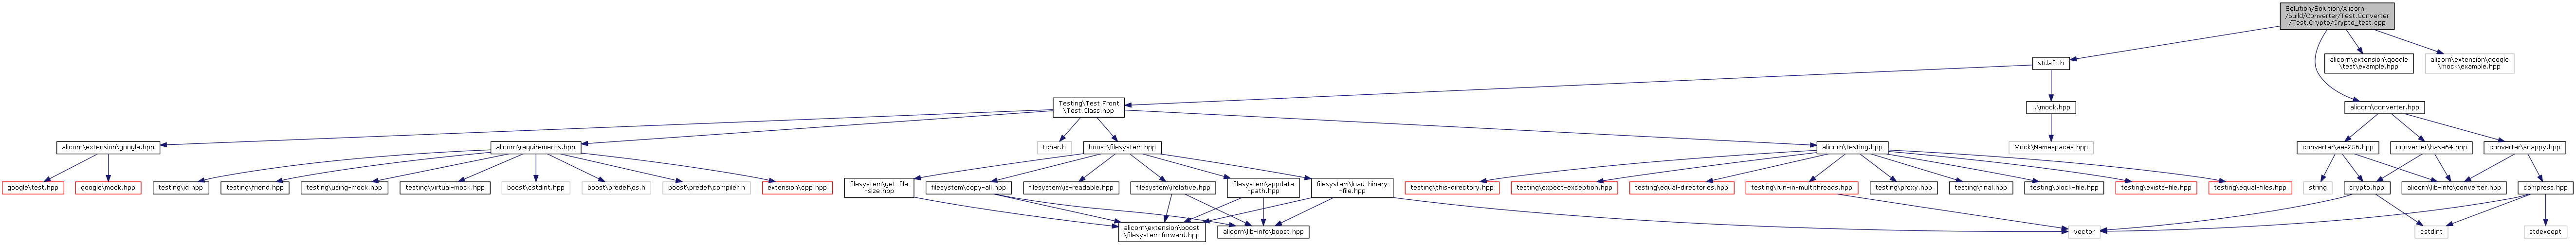 Solution/Solution/Alicorn
/Build/Converter/Test.Converter
/Test.Crypto/Crypto_test.cpp
stdafx.h
alicorn\extension\google
\test\example.hpp
alicorn\extension\google
\mock\example.hpp
Testing\Test.Front
\Test.Class.hpp
..\mock.hpp
alicorn\converter.hpp
alicorn\extension\google.hpp
alicorn\requirements.hpp
tchar.h
boost\filesystem.hpp
alicorn\testing.hpp
Mock\Namespaces.hpp
converter\aes256.hpp
converter\base64.hpp
converter\snappy.hpp
google\test.hpp
google\mock.hpp
testing\id.hpp
testing\friend.hpp
testing\using-mock.hpp
testing\virtual-mock.hpp
boost\cstdint.hpp
boost\predef\os.h
boost\predef\compiler.h
extension\cpp.hpp
filesystem\get-file
-size.hpp
filesystem\copy-all.hpp
filesystem\is-readable.hpp
filesystem\relative.hpp
filesystem\appdata
-path.hpp
filesystem\load-binary
-file.hpp
testing\this-directory.hpp
testing\expect-exception.hpp
testing\equal-directories.hpp
testing\run-in-multithreads.hpp
testing\proxy.hpp
testing\final.hpp
testing\block-file.hpp
testing\exists-file.hpp
testing\equal-files.hpp
string
crypto.hpp
alicorn\lib-info\converter.hpp
compress.hpp
alicorn\extension\boost
\filesystem.forward.hpp
alicorn\lib-info\boost.hpp
vector
cstdint
stdexcept